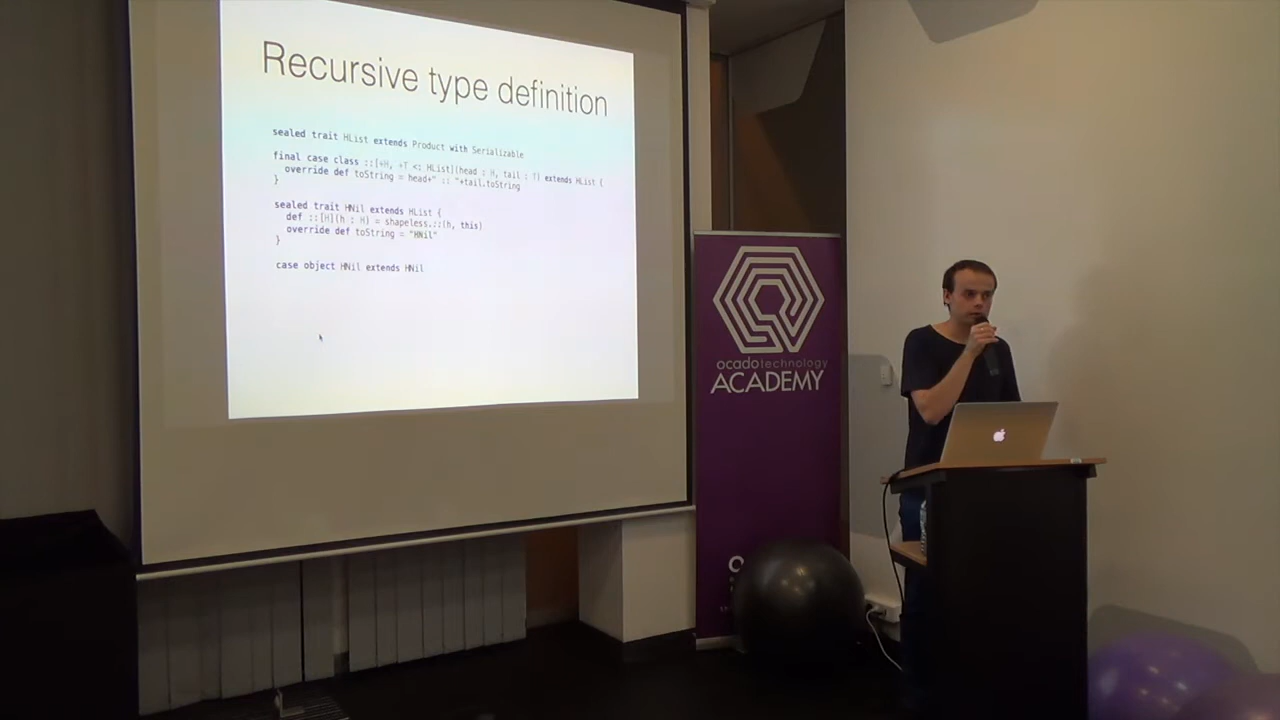 Recursive type definition
sealed trait HList extends Product with Serializable
final case class ::[+H, +T <: HList](head : H, tail : T) extends HList {
override def toString = head+" :: "+tail.toString
}
sealed trait HNil extends HList {
def ::[H](h : H) = shapeless.::(h, this)
override def toString = "HNil"
}
case object HNil extends HNil
ocadotechnology
ACADEMY